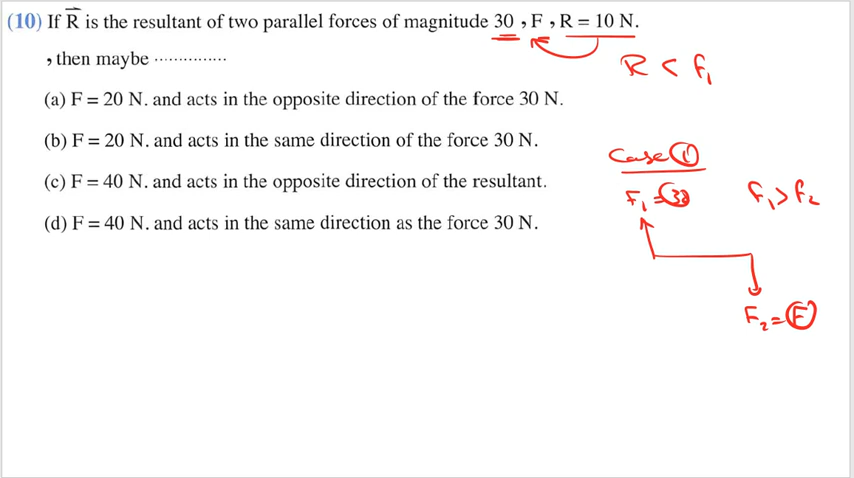 (10) If R is the resultant of two parallel forces of magnitude 30 , F , R = 10 N.
, then maybe ···············
R < F₁
(a) F = 20 N. and acts in the opposite direction of the force 30 N.
(b) F = 20 N. and acts in the same direction of the force 30 N.
Case ①
(c) F = 40 N. and acts in the opposite direction of the resultant.
F₁ = 30
F₁ > F₂
(d) F = 40 N. and acts in the same direction as the force 30 N.
F₂ = F